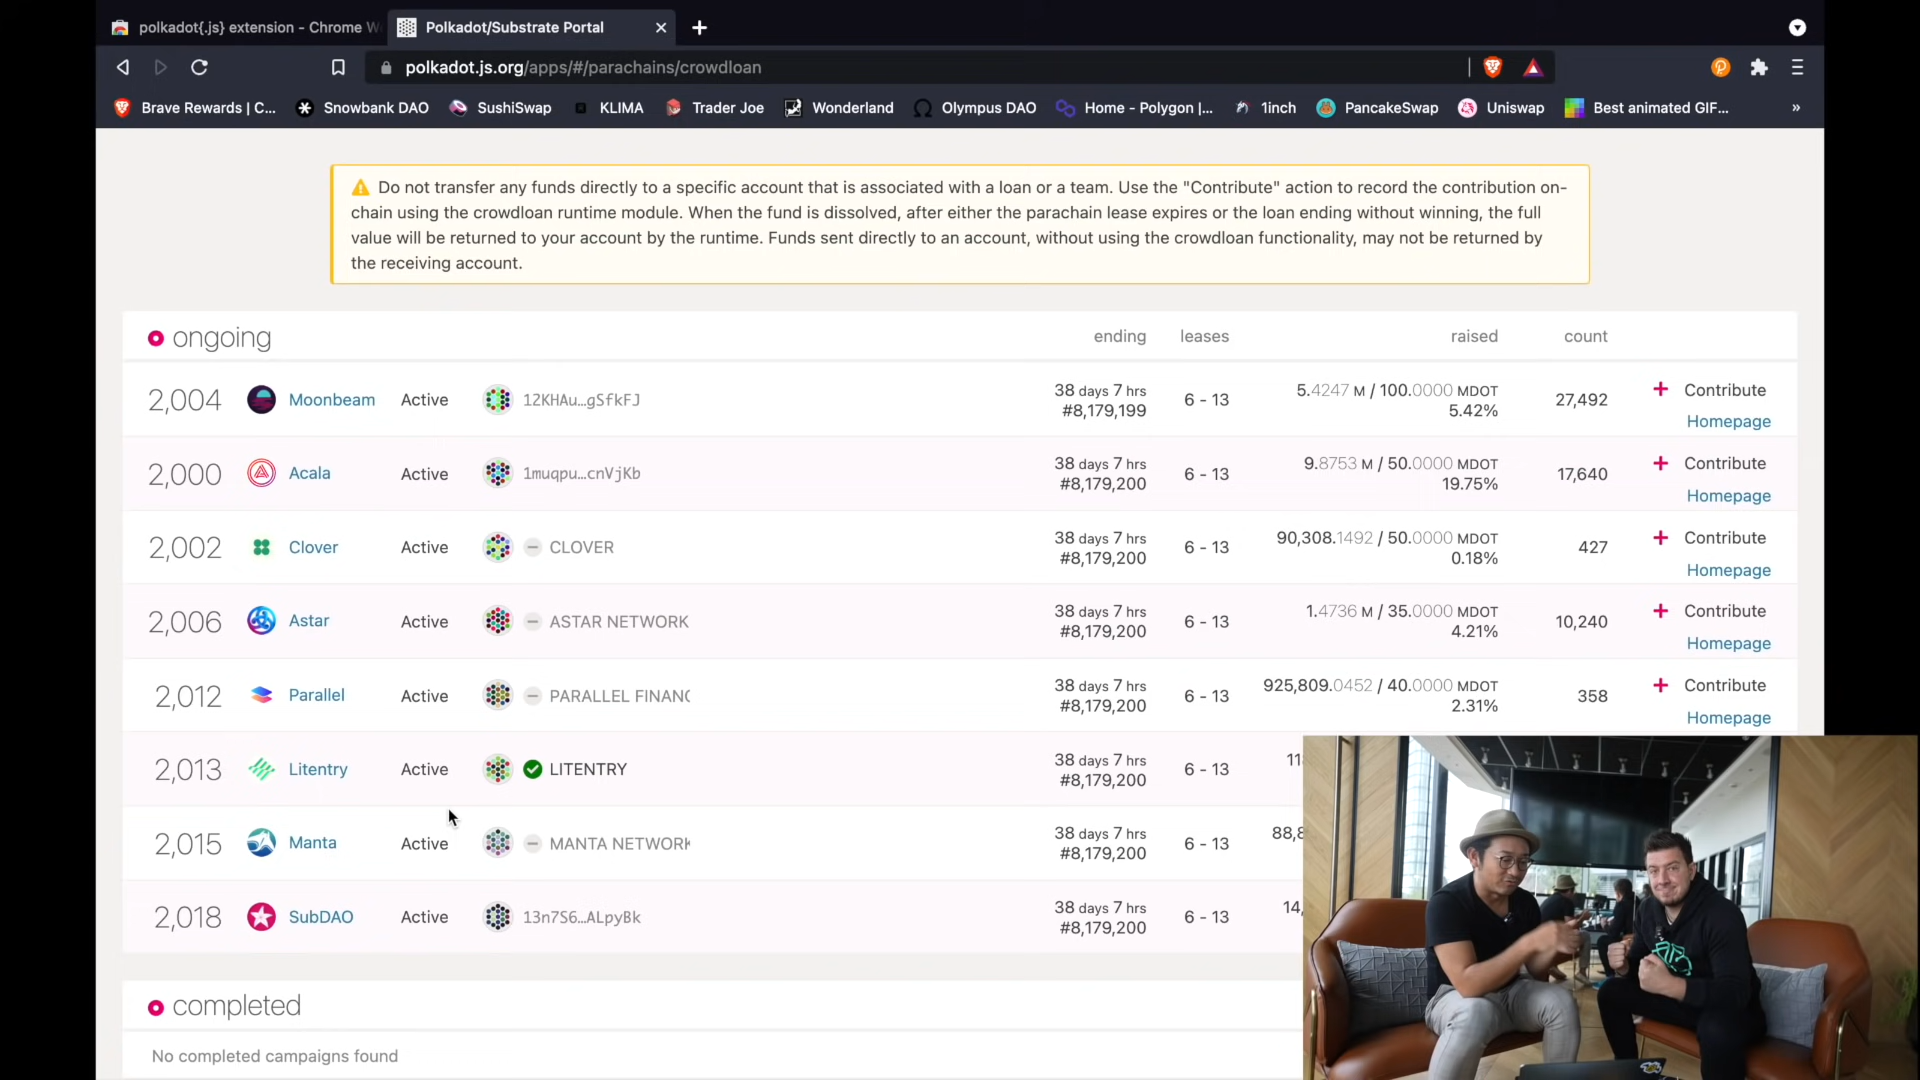 polkadot{.js} extension - Chrome W
Polkadot/Substrate Portal
polkadot.js.org/apps/#/parachains/crowdloan
Brave Rewards | C... Snowbank DAO SushiSwap KLIMA Trader Joe Wonderland Olympus DAO Home - Polygon |... 1inch PancakeSwap Uniswap Best animated GIF... »
Do not transfer any funds directly to a specific account that is associated with a loan or a team. Use the "Contribute" action to record the contribution on-
chain using the crowdloan runtime module. When the fund is dissolved, after either the parachain lease expires or the loan ending without winning, the full
value will be returned to your account by the runtime. Funds sent directly to an account, without using the crowdloan functionality, may not be returned by
the receiving account.
ongoing ending leases raised count
2,004 Moonbeam Active 12KHAu...gSfkFJ 38 days 7 hrs 6 - 13 5.4247 M / 100.0000 MDOT 27,492 + Contribute
#8,179,199 5.42% Homepage
2,000 Acala Active 1muqpu...cnVjKb 38 days 7 hrs 6 - 13 9.8753 M / 50.0000 MDOT 17,640 + Contribute
#8,179,200 19.75% Homepage
2,002 Clover Active CLOVER 38 days 7 hrs 6 - 13 90,308.1492 / 50.0000 MDOT 427 + Contribute
#8,179,200 0.18% Homepage
2,006 Astar Active ASTAR NETWORK 38 days 7 hrs 6 - 13 1.4736 M / 35.0000 MDOT 10,240 + Contribute
#8,179,200 4.21% Homepage
2,012 Parallel Active PARALLEL FINANC 38 days 7 hrs 6 - 13 925,809.0452 / 40.0000 MDOT 358 + Contribute
#8,179,200 2.31% Homepage
2,013 Litentry Active LITENTRY 38 days 7 hrs 6 - 13 11
#8,179,200
2,015 Manta Active MANTA NETWORK 38 days 7 hrs 6 - 13 88,8
#8,179,200
2,018 SubDAO Active 13n7S6...ALpyBk 38 days 7 hrs 6 - 13 14,
#8,179,200
completed
No completed campaigns found